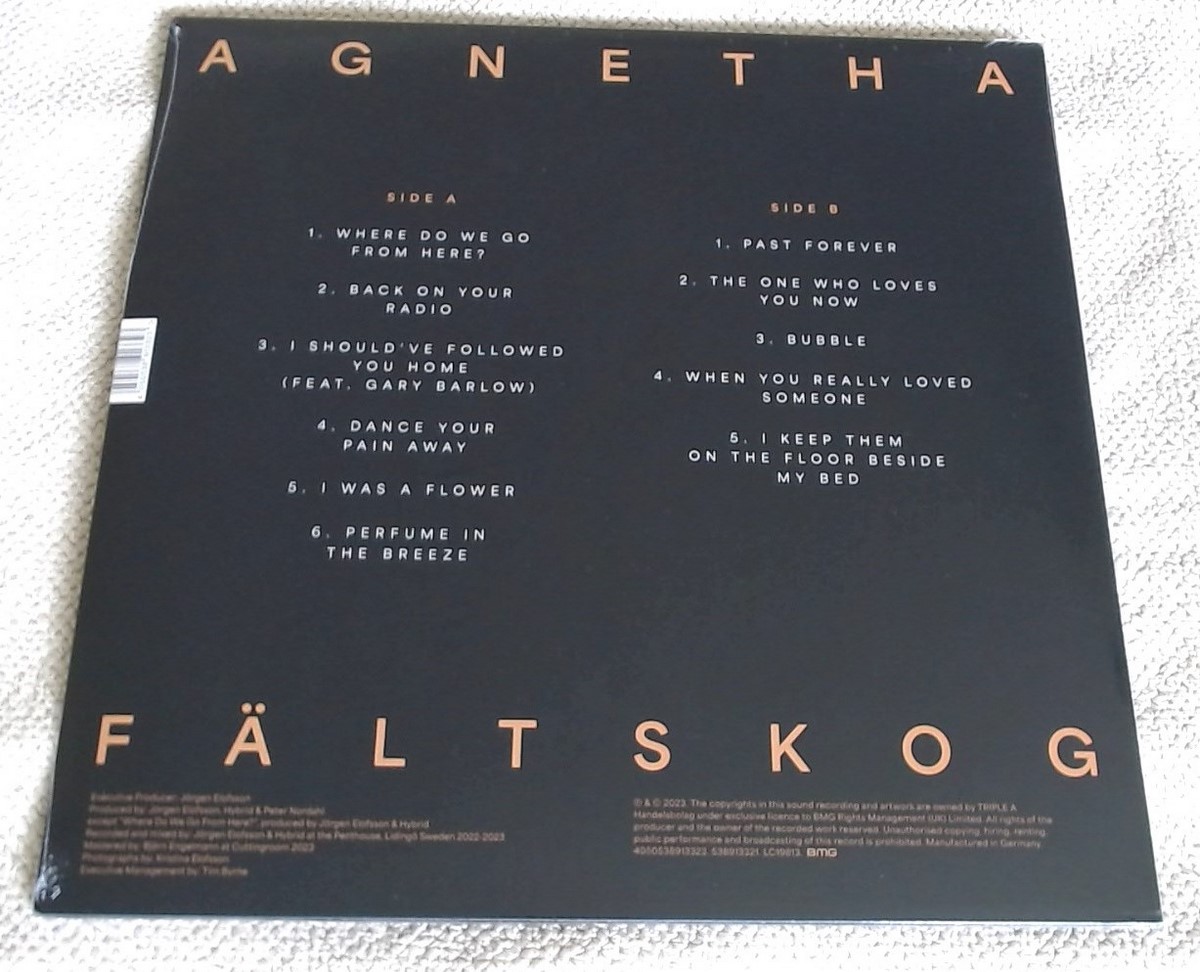 AGNETHA
SIDE A
1. WHERE DO WE GO
FROM HERE?
2. BACK ON YOUR
RADIO
3. I SHOULD'VE FOLLOWED
YOU HOME
(FEAT. GARY BARLOW)
4. DANCE YOUR
PAIN AWAY
5. I WAS A FLOWER
6. PERFUME IN
THE BREEZE
SIDE B
1. PAST FOREVER
2. THE ONE WHO LOVES
YOU NOW
3. BUBBLE
4. WHEN YOU REALLY LOVED
SOMEONE
5. I KEEP THEM
ON THE FLOOR BESIDE
MY BED
FÄLTSKOG
Executive Producer: Jörgen Elofsson
Produced by: Jörgen Elofsson, Hybrid & Peter Nordahl
except "Where Do We Go From Here?", produced by Jörgen Elofsson & Hybrid
Recorded and mixed by: Jörgen Elofsson & Hybrid at the Penthouse, Lidingö Sweden 2022-2023
Mastered by: Björn Engelmann at Cuttingroom 2023
Photographs by: Kristina Elofsson
Executive Management by: Tim Byrne
℗ & © 2023. The copyrights in this sound recording and artwork are owned by TRIPLE A
Handelsbolag under exclusive licence to BMG Rights Management (UK) Limited. All rights of the
producer and the owner of the recorded work reserved. Unauthorised copying, hiring, renting,
public performance and broadcasting of this record is prohibited. Manufactured in Germany
4050538913323. 538913321. LC19813. BMG